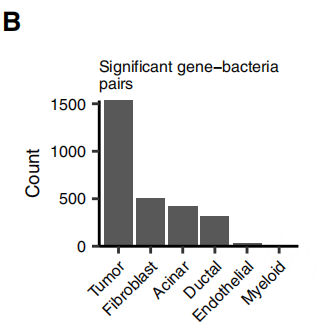 B
Significant gene–bacteria
pairs
1500
1000
500
0
Count
Tumor
Fibroblast
Acinar
Ductal
Endothelial
Myeloid